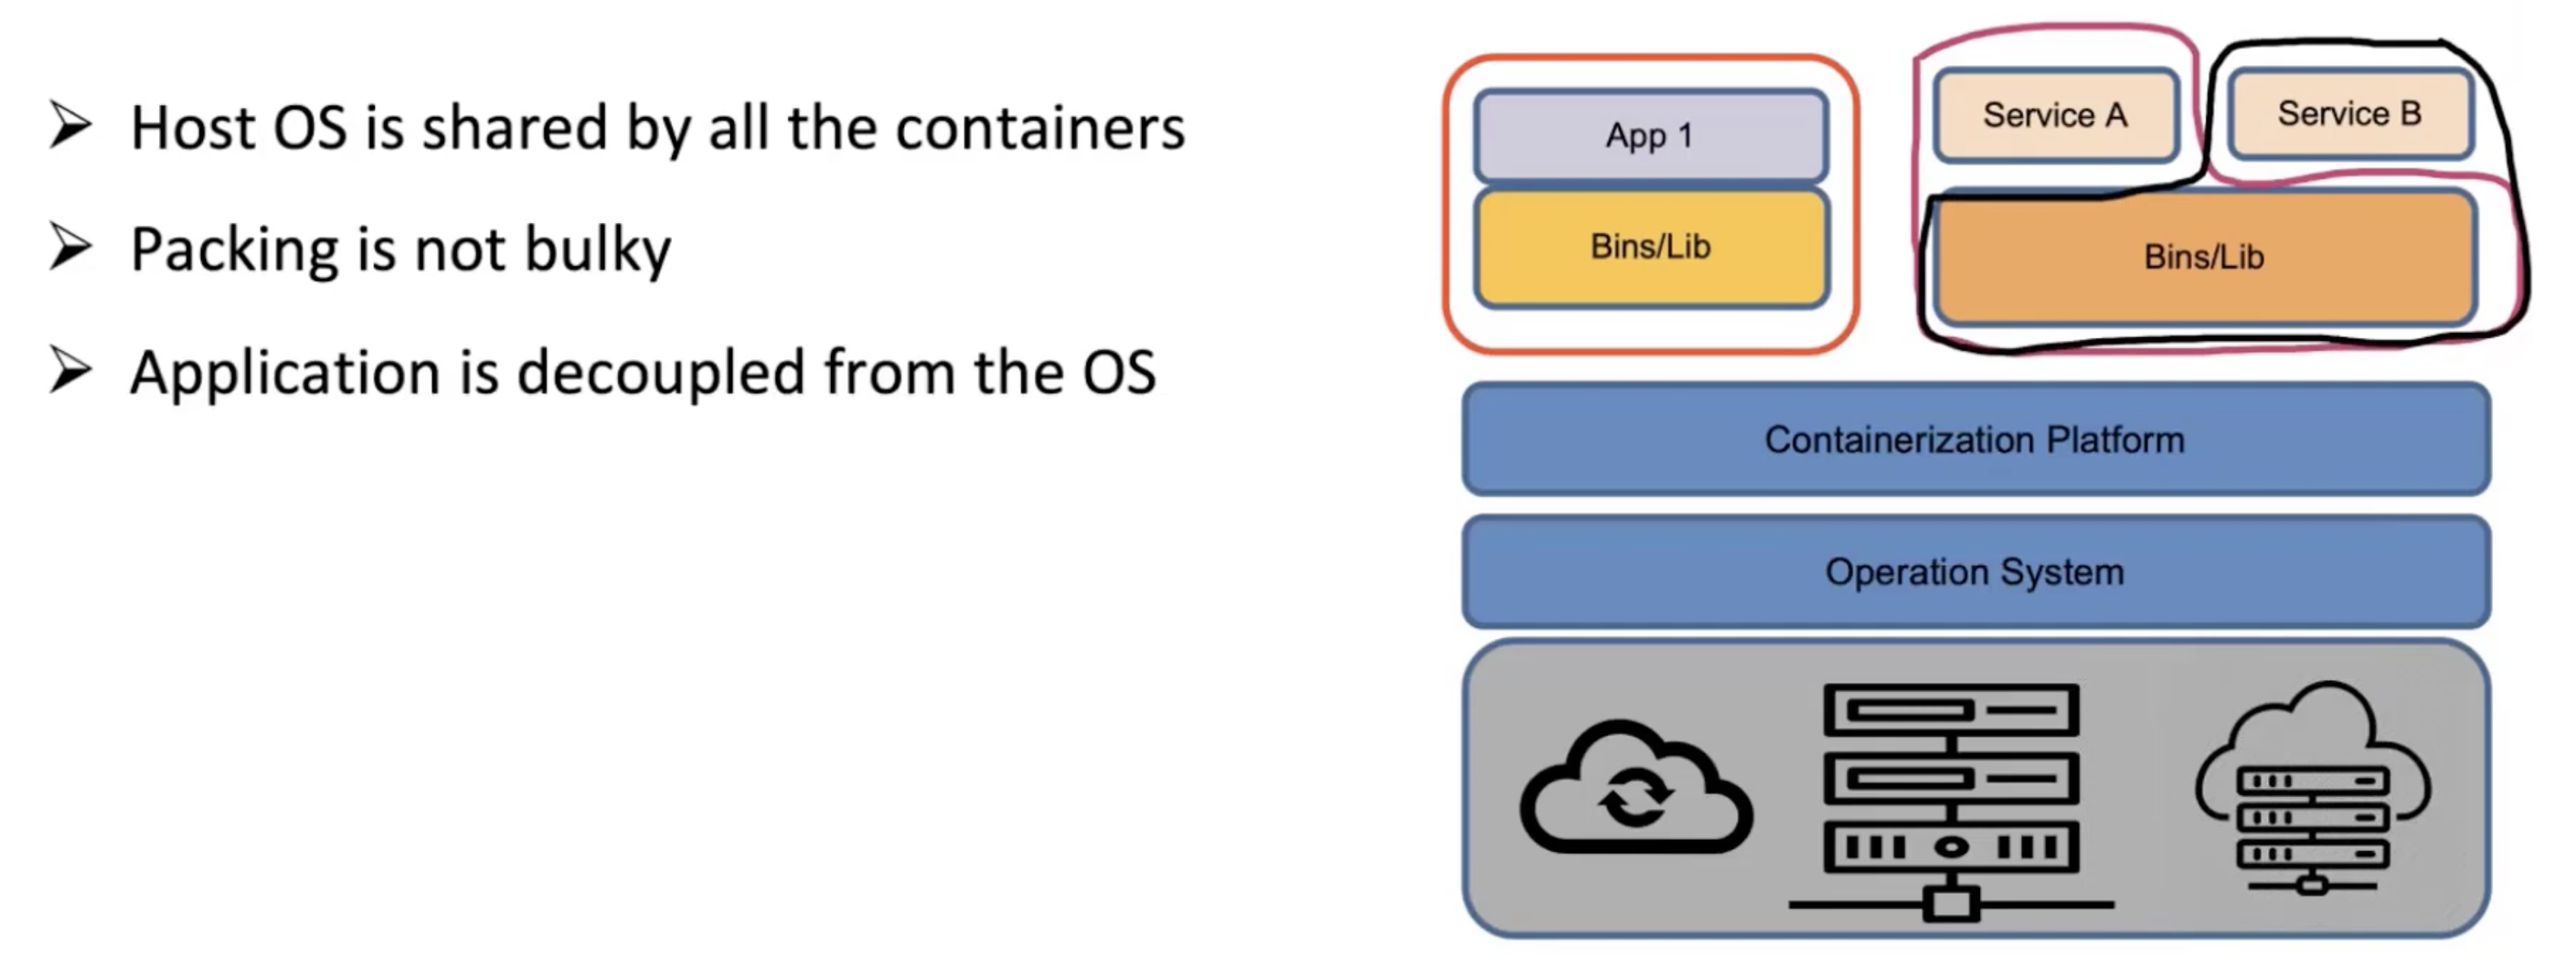 Host OS is shared by all the containers
Packing is not bulky
Application is decoupled from the OS
App 1
Bins/Lib
Service A
Service B
Bins/Lib
Containerization Platform
Operation System